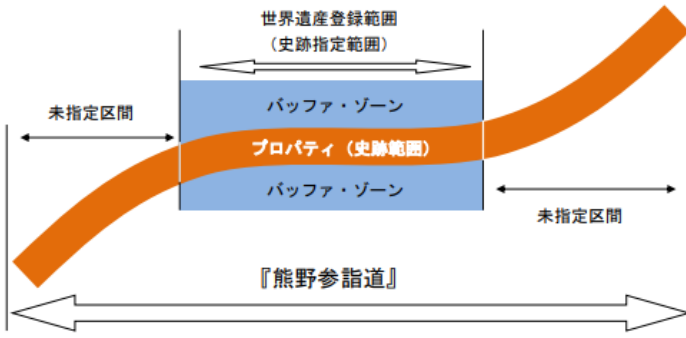 世界遺産登録範囲
（史跡指定範囲）
バッファ・ゾーン
未指定区間
プロパティ（史跡範囲）
バッファ・ゾーン
未指定区間
『熊野参詣道』